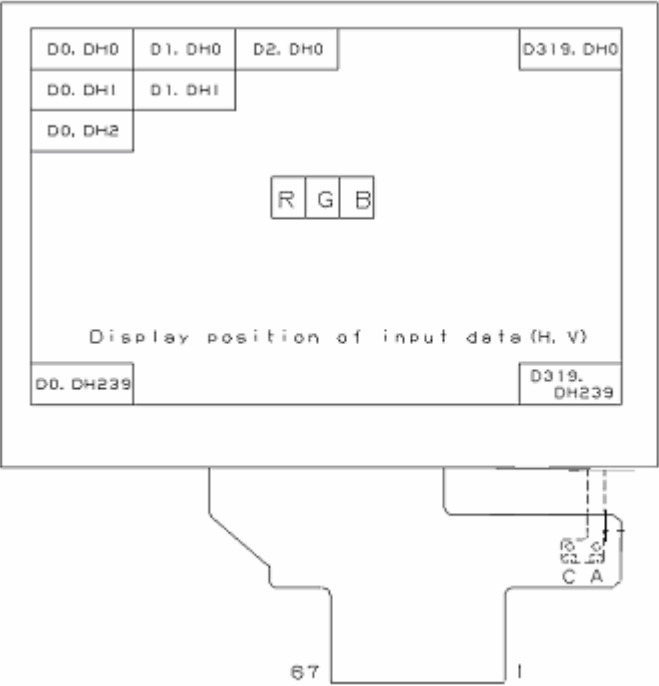 D0, DH0 D1. DH0 D2. DH0 D319. DH0
D0. DH1 D1. DH1
D0, DH2
R G B
Display position of input data (H, V)
D0. DH239 D319. DH239
C A
67 1